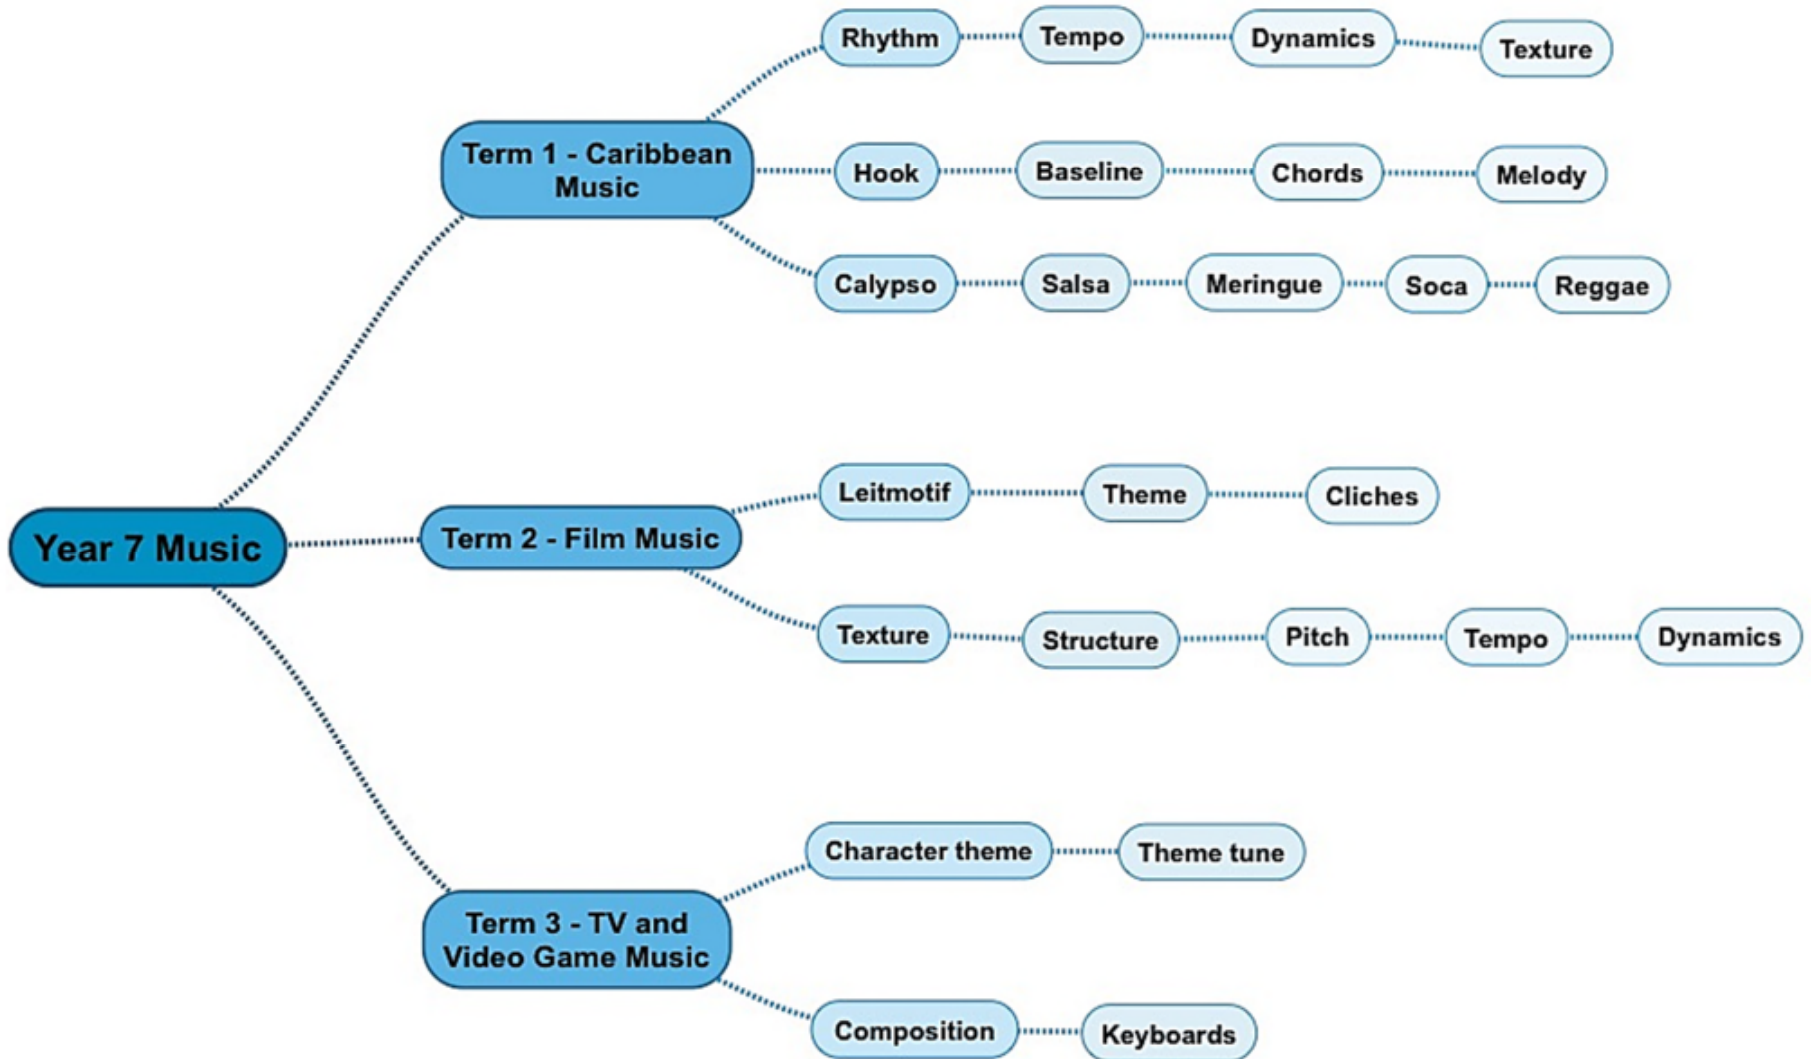 Rhythm
Tempo
Dynamics
Texture
Term 1 - Caribbean
Music
Hook
Baseline
Chords
Melody
Calypso
Salsa
Meringue
Soca
Reggae
Year 7 Music
Term 2 - Film Music
Leitmotif
Theme
Cliches
Texture
Structure
Pitch
Tempo
Dynamics
Term 3 - TV and
Video Game Music
Character theme
Theme tune
Composition
Keyboards